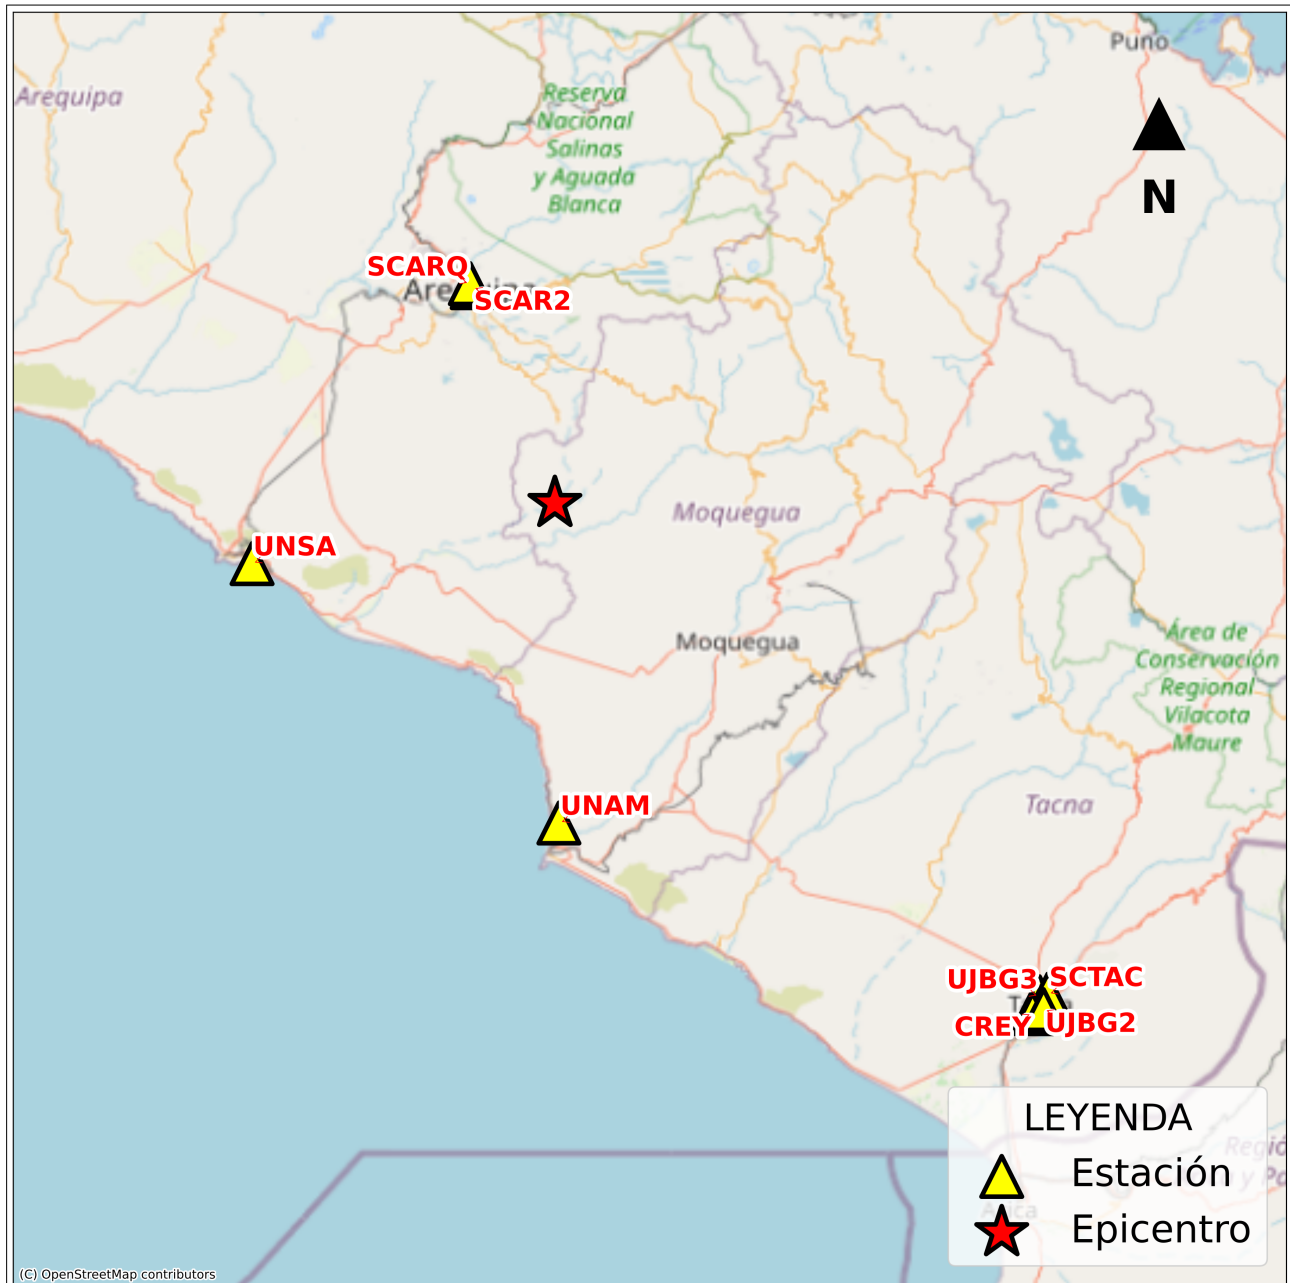 Puno
Arequipa
Reserva
Nacional
Salinas
y Aguada
Blanca
N
SCARQ
SCAR2
Moquegua
UNSA
Moquegua
Área de
Conservación
Regional
Vilacota
Maure
UNAM
Tacna
UJBG3
SCTAC
CREY
UJBG2
LEYENDA
Estación
Epicentro
Arica
(C) OpenStreetMap contributors